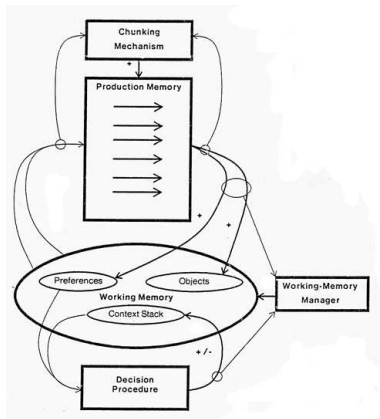 Chunking
Mechanism
+
Production Memory
+
+
Preferences
Objects
Working Memory
Context Stack
Working-Memory
Manager
+/-
Decision
Procedure